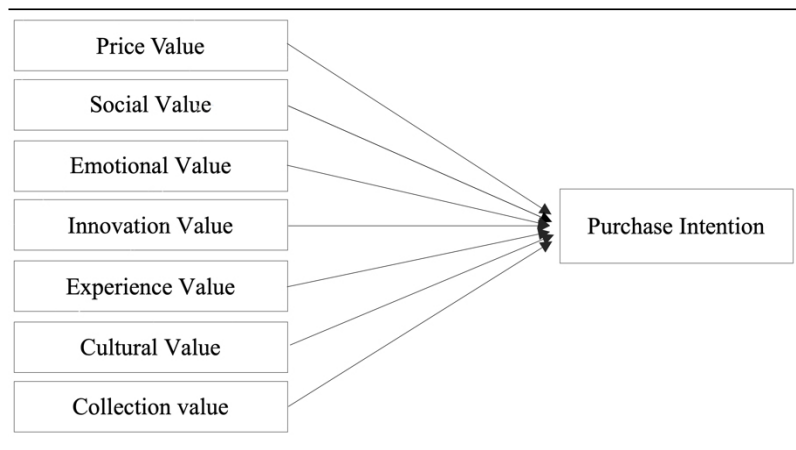 Price Value
Social Value
Emotional Value
Innovation Value
Purchase Intention
Experience Value
Cultural Value
Collection value